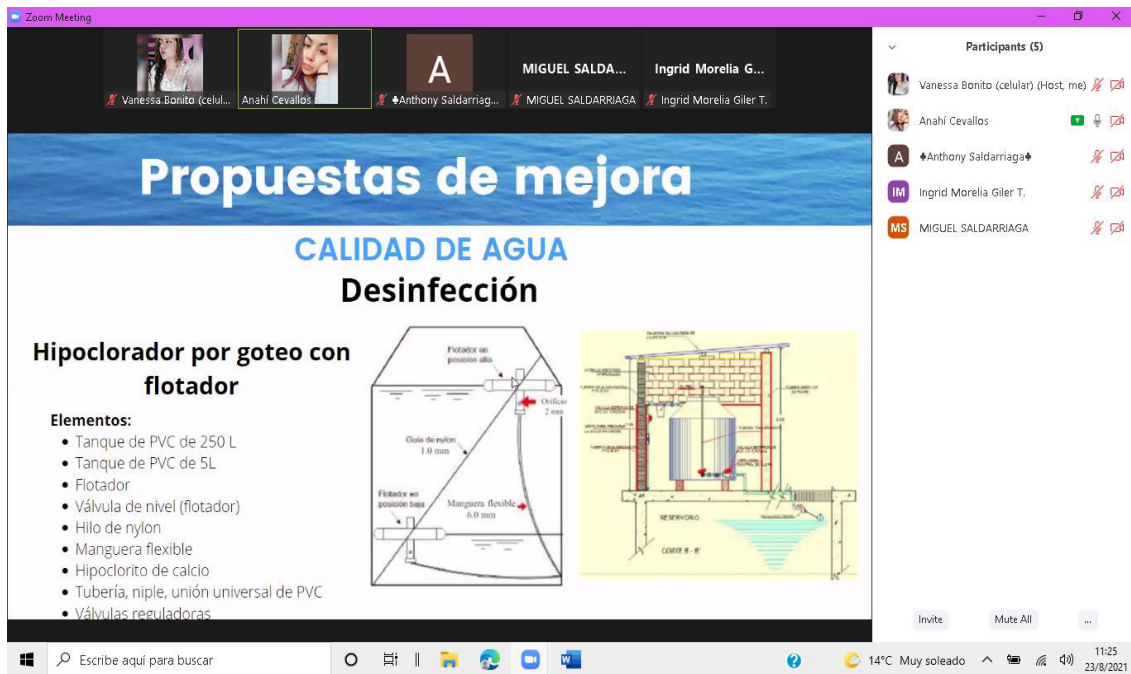 Zoom Meeting
Vanessa Bonito (celul...
Anahí Cevallos
A
♣Anthony Saldarriag...
MIGUEL SALDA...
MIGUEL SALDARRIAGA
Ingrid Morelia G...
Ingrid Morelia Giler T.
Participants (5)
Vanessa Bonito (celular) (Host, me)
Anahí Cevallos
A ♣Anthony Saldarriaga♣
IM Ingrid Morelia Giler T.
MS MIGUEL SALDARRIAGA
Propuestas de mejora
CALIDAD DE AGUA
Desinfección
Hipoclorador por goteo con
flotador
Elementos:
Tanque de PVC de 250 L
Tanque de PVC de 5L
Flotador
Válvula de nivel (flotador)
Hilo de nylon
Manguera flexible
Hipoclorito de calcio
Tubería, niple, unión universal de PVC
Válvulas reguladoras
Flotador en
posición alta
Orificio
2 mm
Guia de nylon
1.0 mm
Flotador en
posición baja
Manguera flexible
6.0 mm
RESERVORIO
CORTE B - B'
Invite
Mute All
...
Escribe aquí para buscar
14°C Muy soleado
11:25
23/8/2021